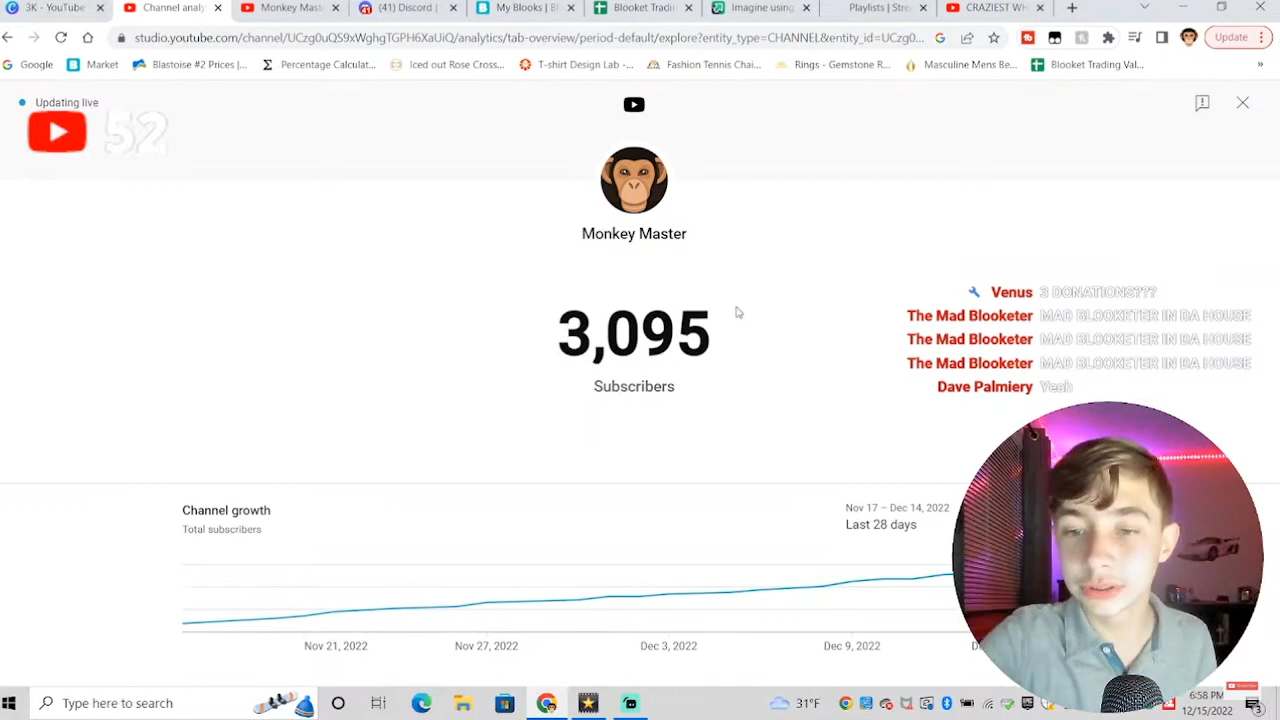 3K - YouTube
Channel analy
Monkey Mast
(41) Discord |
My Blooks | Bl
Blooket Tradin
Imagine using
Playlists | Stre
CRAZIEST WH
studio.youtube.com/channel/UCzg0uQS9xWghgTGPH6XaUiQ/analytics/tab-overview/period-default/explore?entity_type=CHANNEL&entity_id=UCzg0...
Update
Google
Market
Blastoise #2 Prices |...
Percentage Calculat...
Iced out Rose Cross...
T-shirt Design Lab -...
Fashion Tennis Chai...
Rings - Gemstone R...
Masculine Mens Be...
Blooket Trading Val...
»
Updating live
52
Monkey Master
3,095
Subscribers
Venus 3 DONATIONS???
The Mad Blooketer MAD BLOOKETER IN DA HOUSE
The Mad Blooketer MAD BLOOKETER IN DA HOUSE
The Mad Blooketer MAD BLOOKETER IN DA HOUSE
Dave Palmiery Yeah
Channel growth
Total subscribers
Nov 17 – Dec 14, 2022
Last 28 days
Nov 21, 2022
Nov 27, 2022
Dec 3, 2022
Dec 9, 2022
Type here to search
31°
6:58 PM
12/15/2022
3